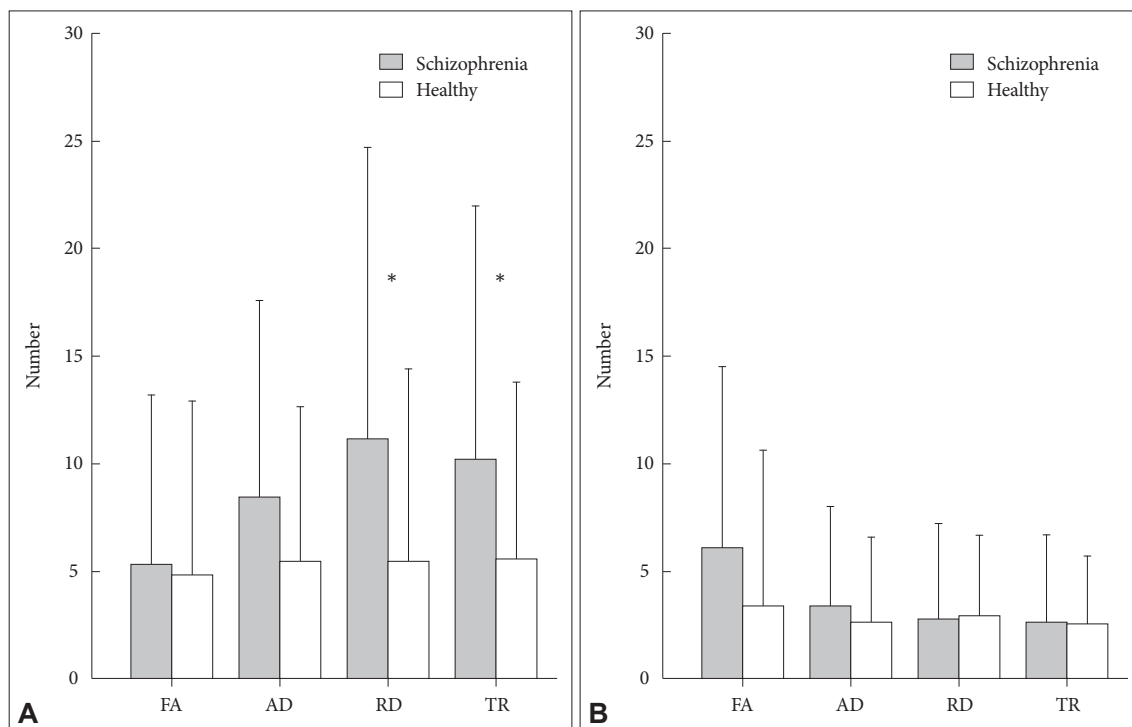 30
25
20
15
10
5
0
Number
Schizophrenia
Healthy
*
*
FA AD RD TR
A
30
25
20
15
10
5
0
Number
Schizophrenia
Healthy
FA AD RD TR
B